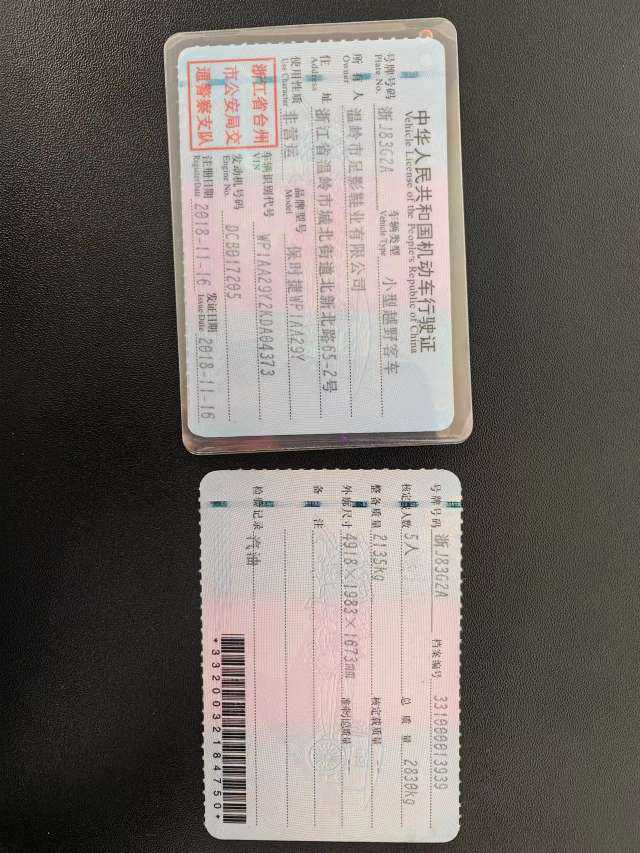 中华人民共和国机动车行驶证
Vehicle License of the People's Republic of China
号牌号码 浙J83G2A 车辆类型 小型越野客车
Plate No. Vehicle Type
所有人 温岭市足影鞋业有限公司
Owner
住址 浙江省温岭市城北街道北新北路65-2号
Address
使用性质 非营运 品牌型号 保时捷WP1AA29Y
Use Character Model
浙江省台州
市公安局交
通警察支队
车辆识别代号 WP1AA29Y2KDA04373
VIN
发动机号码 DCB017205
Engine No.
注册日期 2018-11-16 发证日期 2018-11-16
Register Date Issue Date
号牌号码 浙J83G2A 档案编号 331000013939
核定载人数 5人 总质量 2830kg
整备质量 2135kg 核定载质量 --
外廓尺寸 4918×1983×1673mm 准牵引总质量 --
备注
检验记录 汽油
*3320032184750*